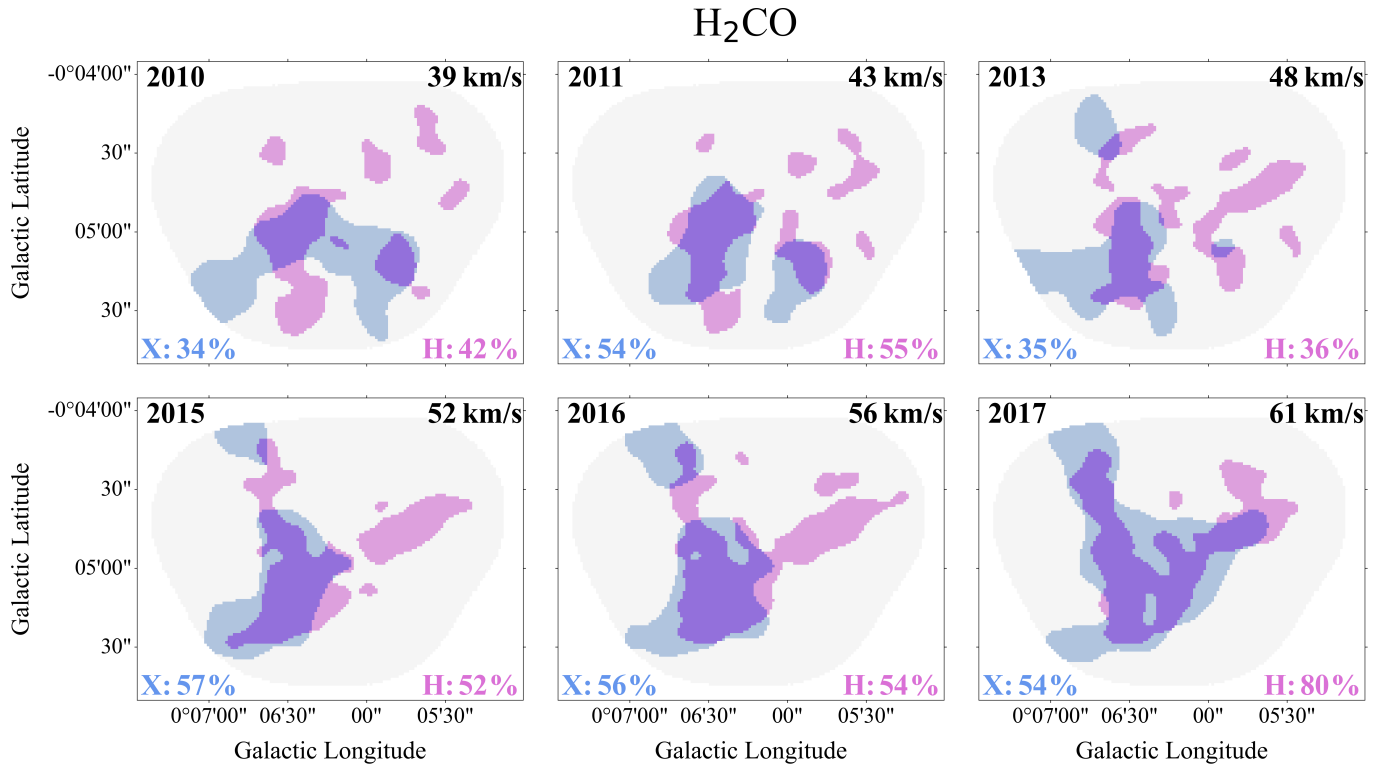 H₂CO
2010 39 km/s
2011 43 km/s
2013 48 km/s
-0°04'00"
30"
05'00"
30"
Galactic Latitude
X: 34% H: 42%
X: 54% H: 55%
X: 35% H: 36%
2015 52 km/s
2016 56 km/s
2017 61 km/s
-0°04'00"
30"
05'00"
30"
Galactic Latitude
X: 57% H: 52%
X: 56% H: 54%
X: 54% H: 80%
0°07'00" 06'30" 00" 05'30"
0°07'00" 06'30" 00" 05'30"
0°07'00" 06'30" 00" 05'30"
Galactic Longitude
Galactic Longitude
Galactic Longitude